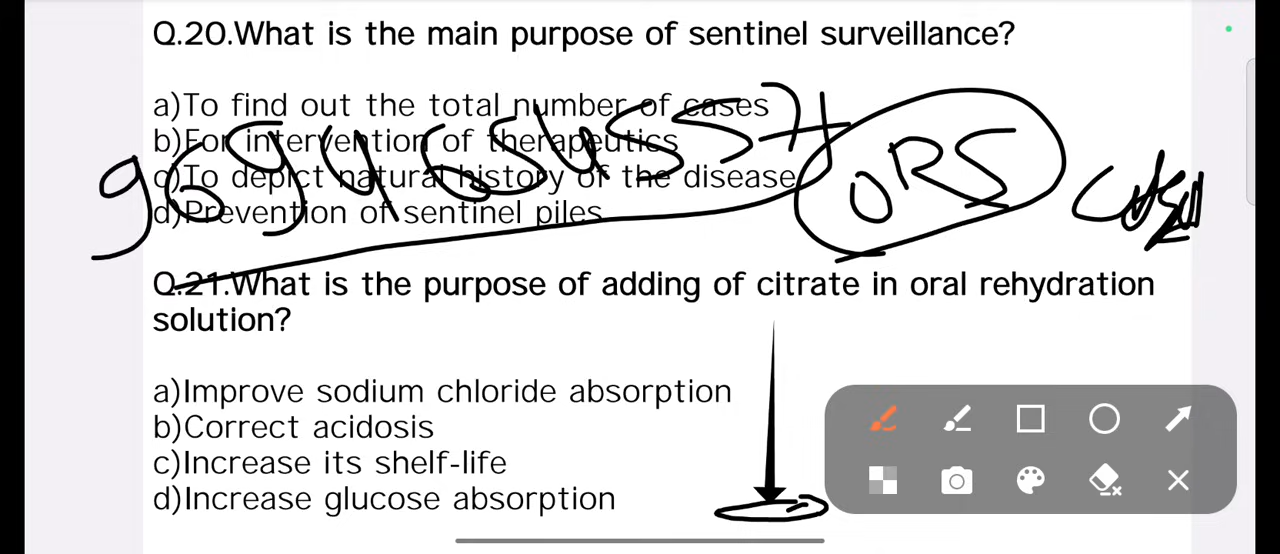 Q.20.What is the main purpose of sentinel surveillance?
a)To find out the total number of cases
b)For intervention of therapeutics
c)To depict natural history of the disease
d)Prevention of sentinel piles
ORS
Q.21.What is the purpose of adding of citrate in oral rehydration
solution?
a)Improve sodium chloride absorption
b)Correct acidosis
c)Increase its shelf-life
d)Increase glucose absorption